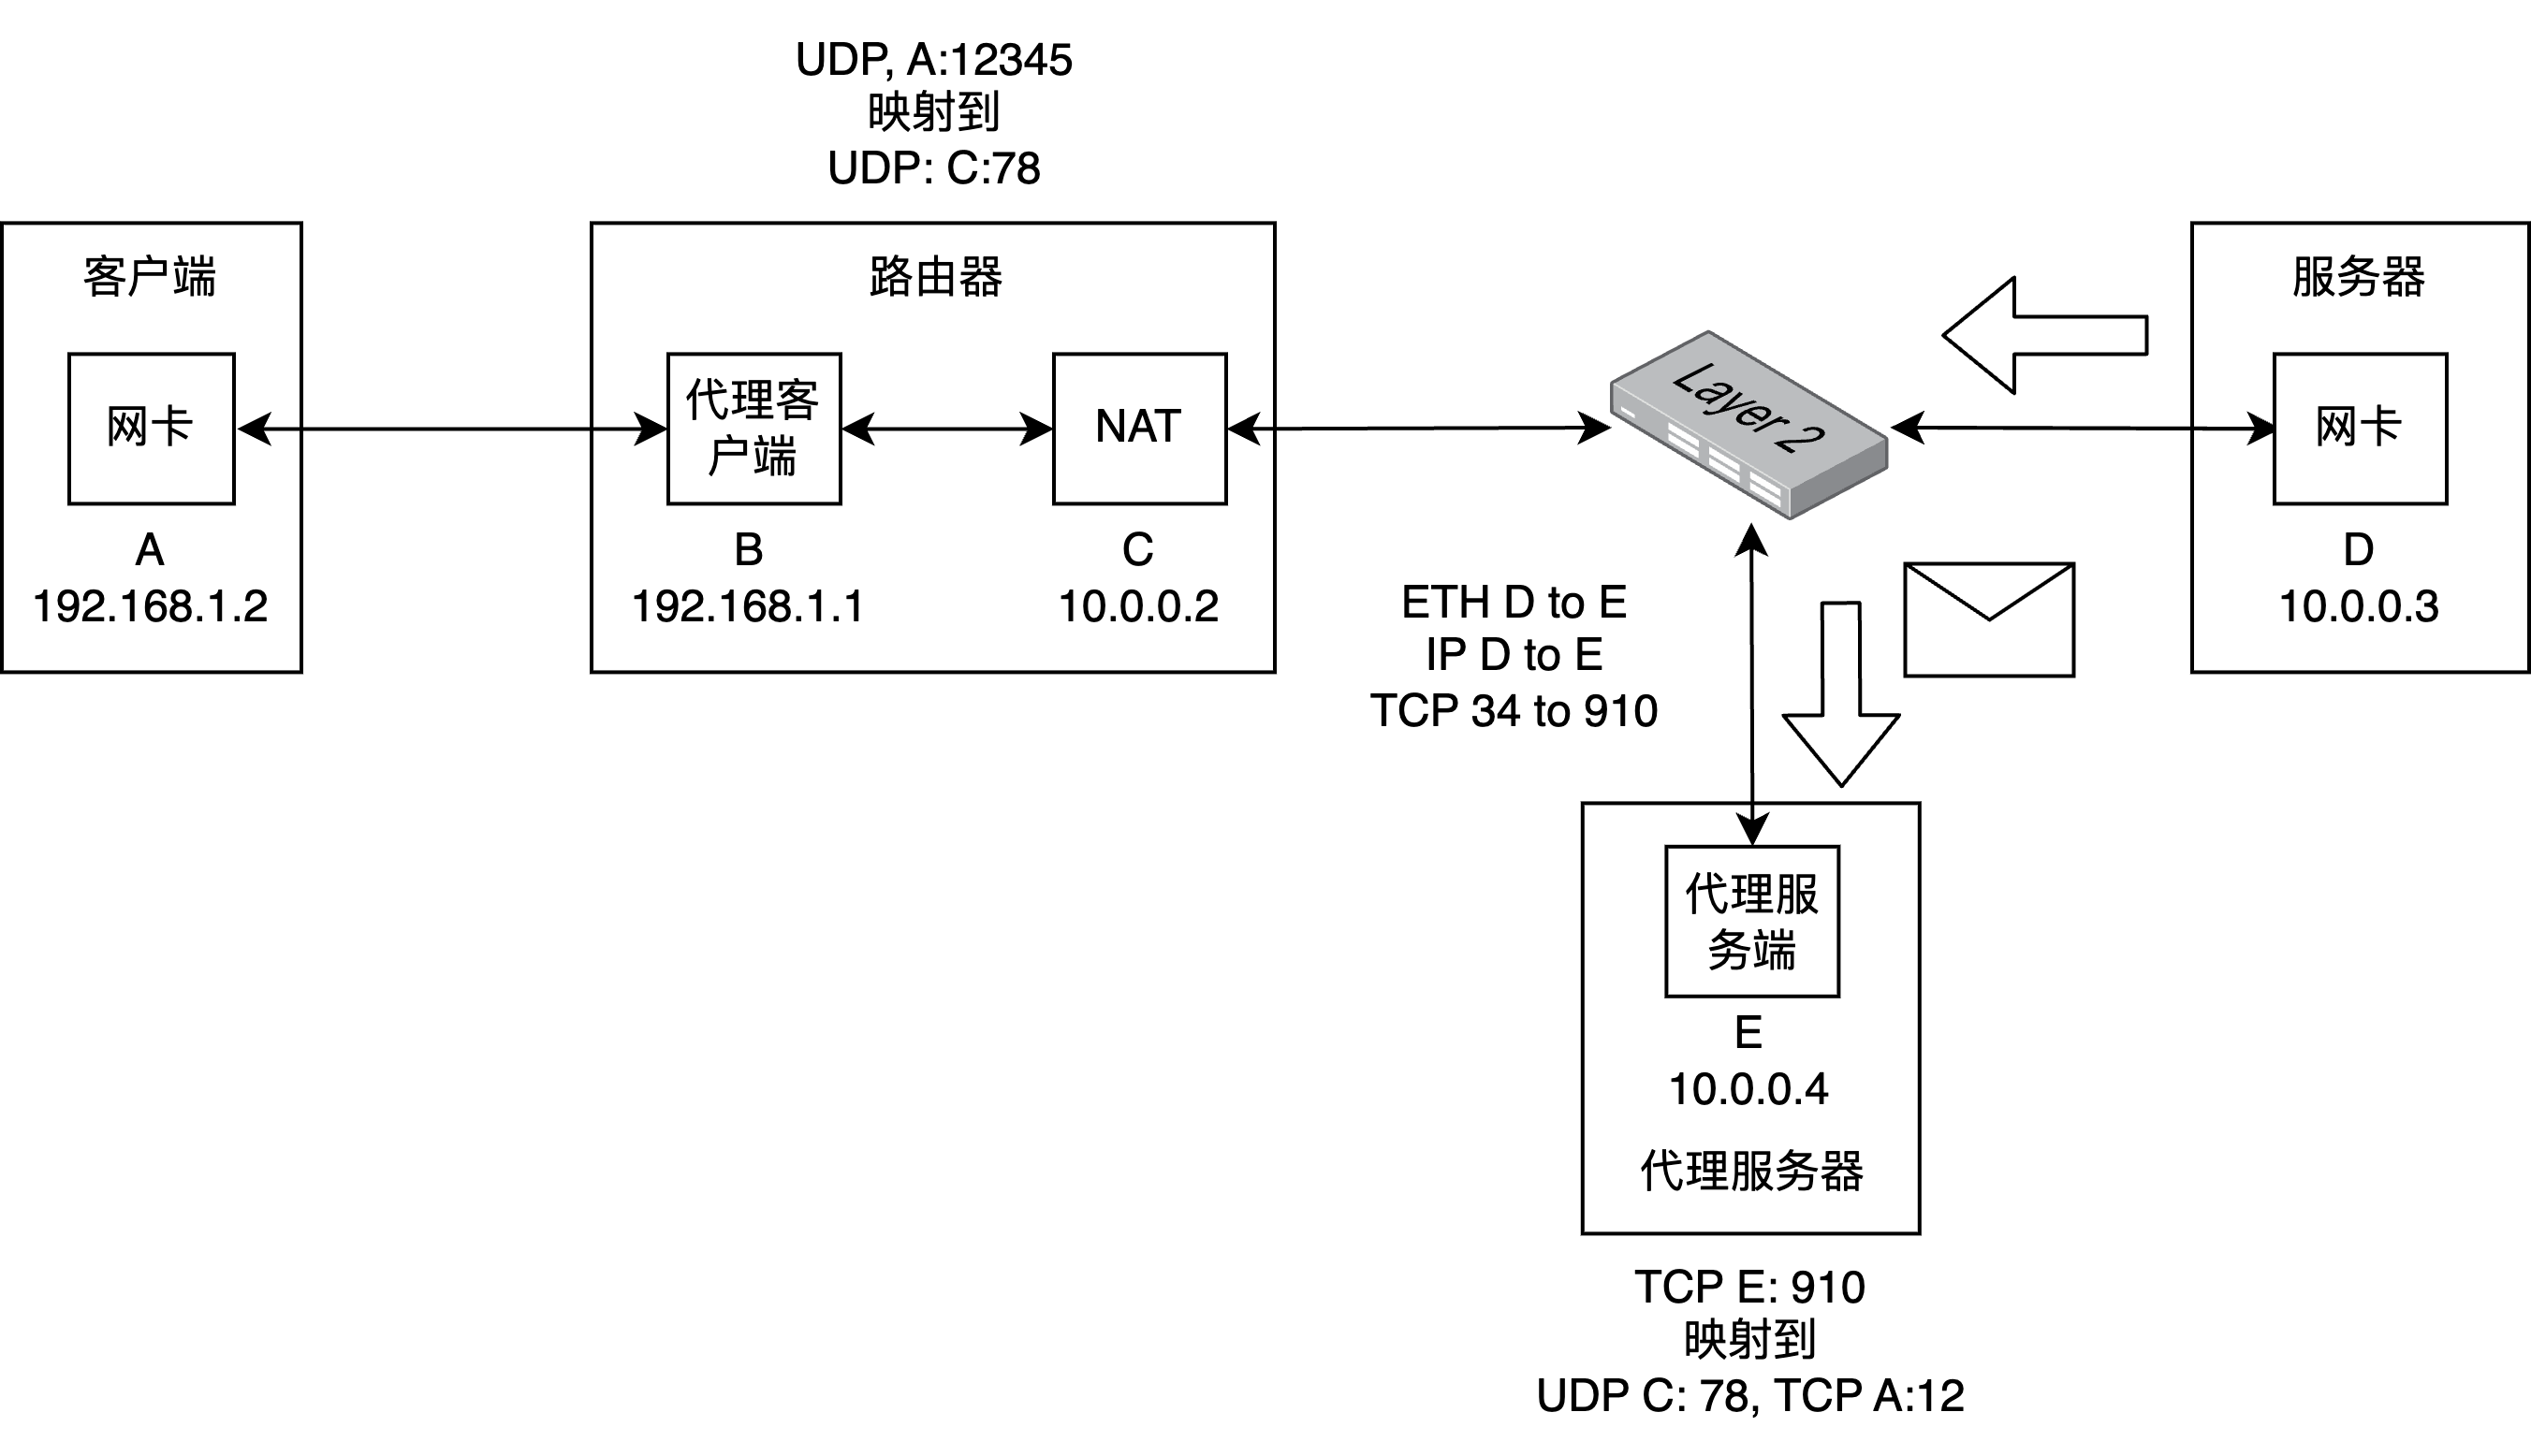 UDP, A:12345
映射到
UDP: C:78
客户端
网卡
A
192.168.1.2
路由器
代理客
户端
B
192.168.1.1
NAT
C
10.0.0.2
Layer 2
服务器
网卡
D
10.0.0.3
ETH D to E
IP D to E
TCP 34 to 910
代理服
务端
E
10.0.0.4
代理服务器
TCP E: 910
映射到
UDP C: 78, TCP A:12